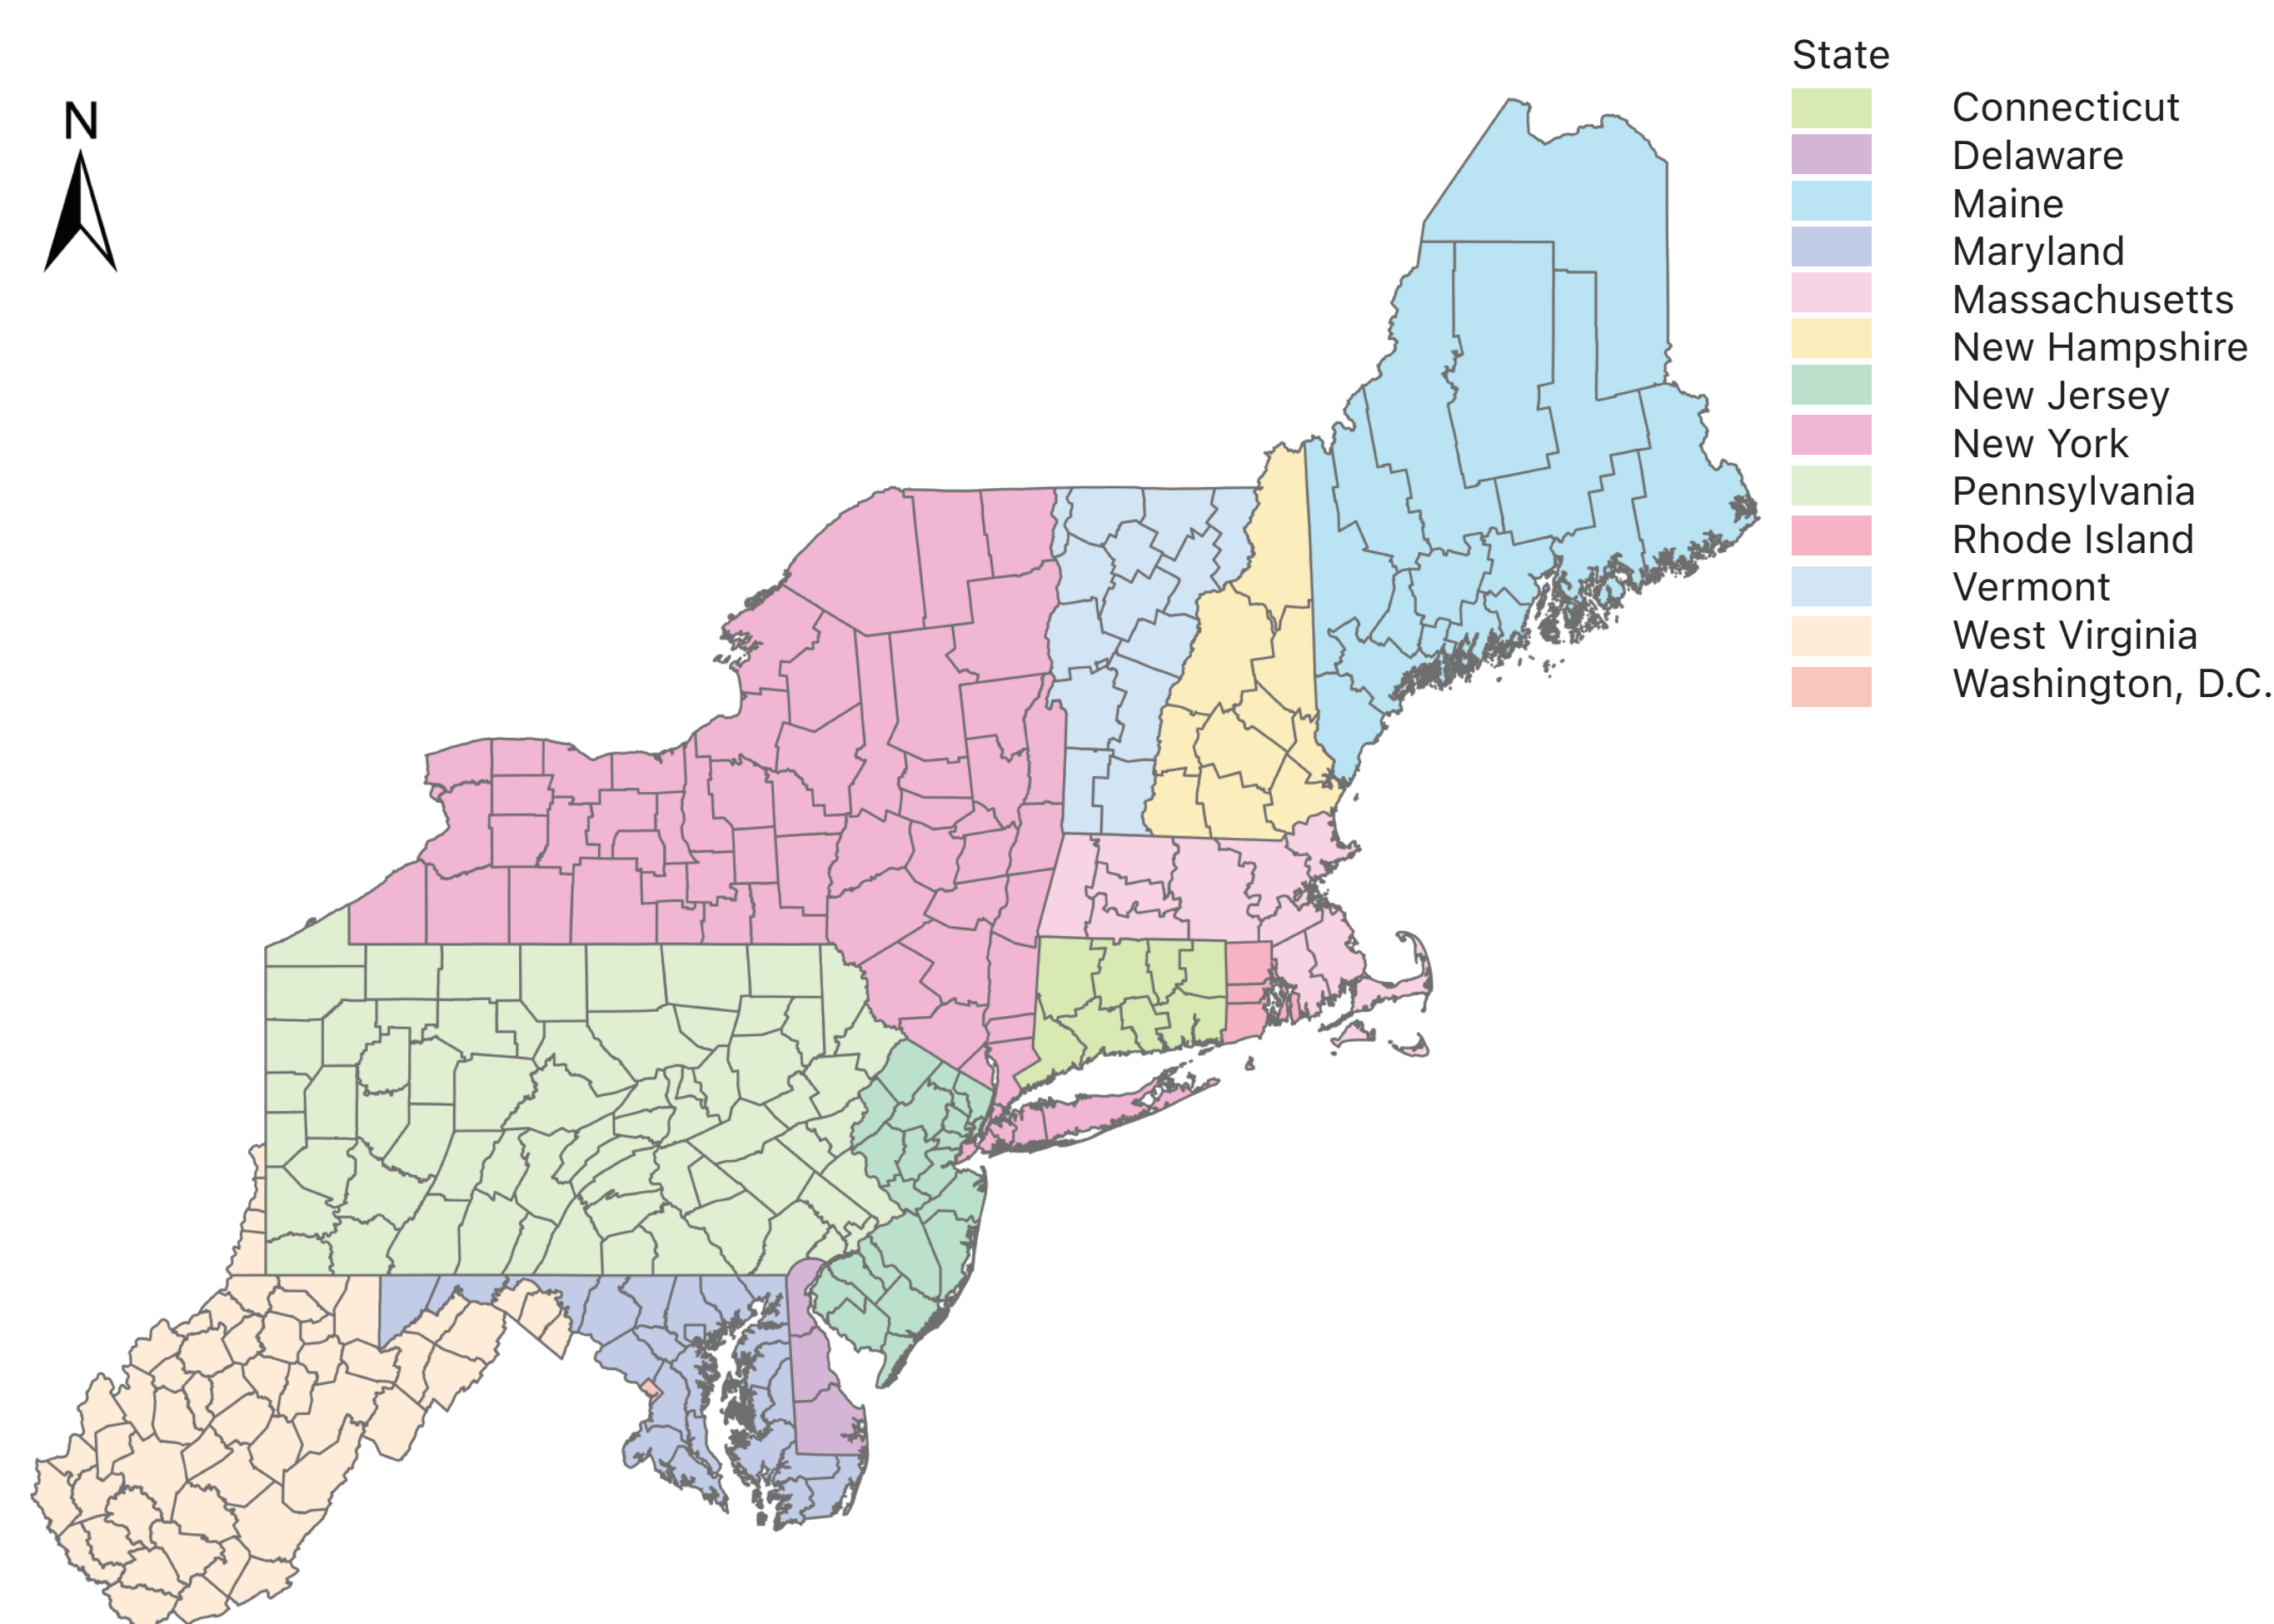 N
State
Connecticut
Delaware
Maine
Maryland
Massachusetts
New Hampshire
New Jersey
New York
Pennsylvania
Rhode Island
Vermont
West Virginia
Washington, D.C.